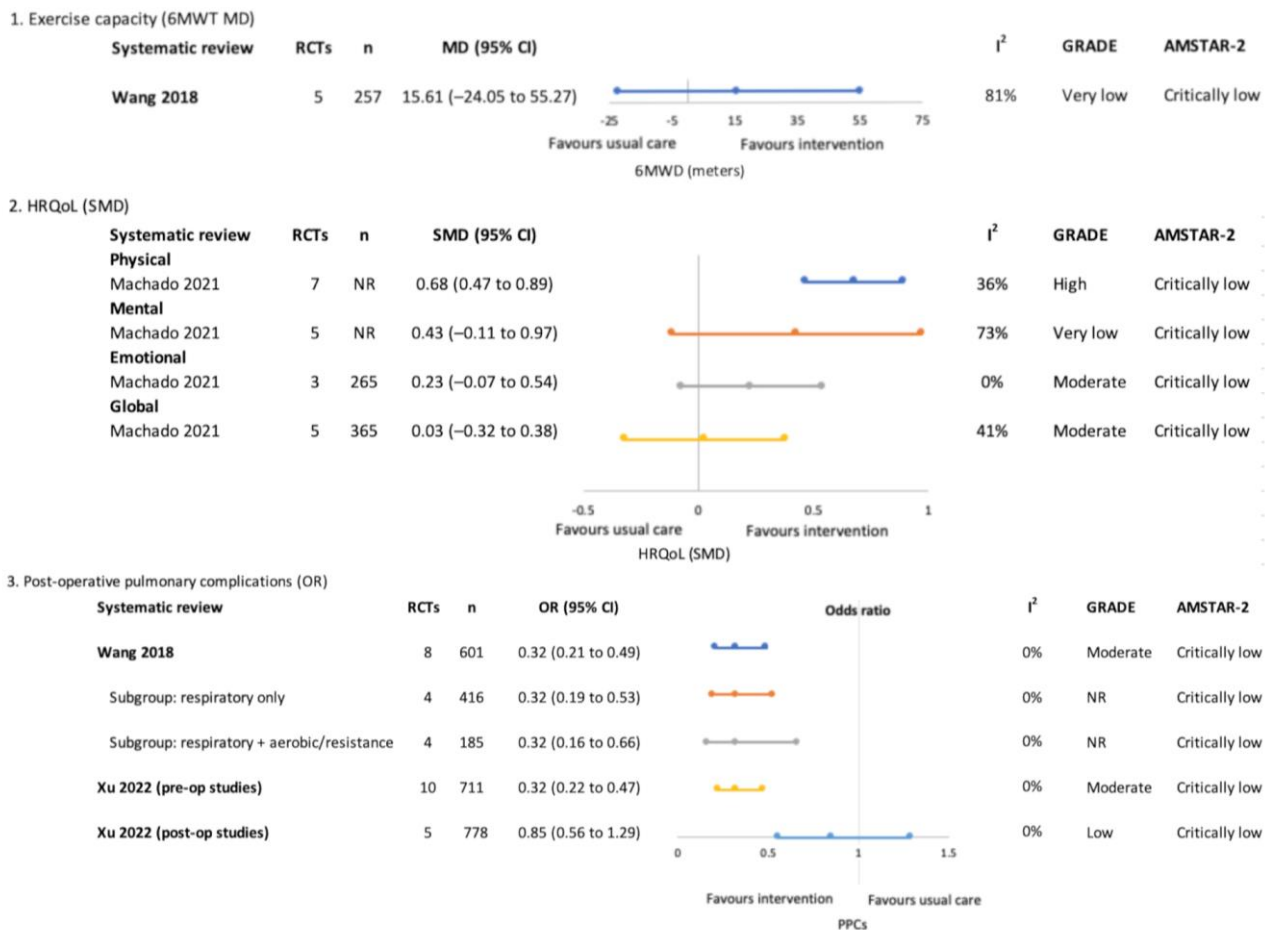 1. Exercise capacity (6MWT MD)
Systematic review RCTs n MD (95% CI) I² GRADE AMSTAR-2
Wang 2018 5 257 15.61 (−24.05 to 55.27) 81% Very low Critically low
-25 -5 15 35 55 75
Favours usual care Favours intervention
6MWD (meters)
2. HRQoL (SMD)
Systematic review RCTs n SMD (95% CI) I² GRADE AMSTAR-2
Physical
Machado 2021 7 NR 0.68 (0.47 to 0.89) 36% High Critically low
Mental
Machado 2021 5 NR 0.43 (−0.11 to 0.97) 73% Very low Critically low
Emotional
Machado 2021 3 265 0.23 (−0.07 to 0.54) 0% Moderate Critically low
Global
Machado 2021 5 365 0.03 (−0.32 to 0.38) 41% Moderate Critically low
-0.5 0 0.5 1
Favours usual care Favours intervention
HRQoL (SMD)
3. Post-operative pulmonary complications (OR)
Systematic review RCTs n OR (95% CI) Odds ratio I² GRADE AMSTAR-2
Wang 2018 8 601 0.32 (0.21 to 0.49) 0% Moderate Critically low
Subgroup: respiratory only 4 416 0.32 (0.19 to 0.53) 0% NR Critically low
Subgroup: respiratory + aerobic/resistance 4 185 0.32 (0.16 to 0.66) 0% NR Critically low
Xu 2022 (pre-op studies) 10 711 0.32 (0.22 to 0.47) 0% Moderate Critically low
Xu 2022 (post-op studies) 5 778 0.85 (0.56 to 1.29) 0% Low Critically low
0 0.5 1 1.5
Favours intervention Favours usual care
PPCs